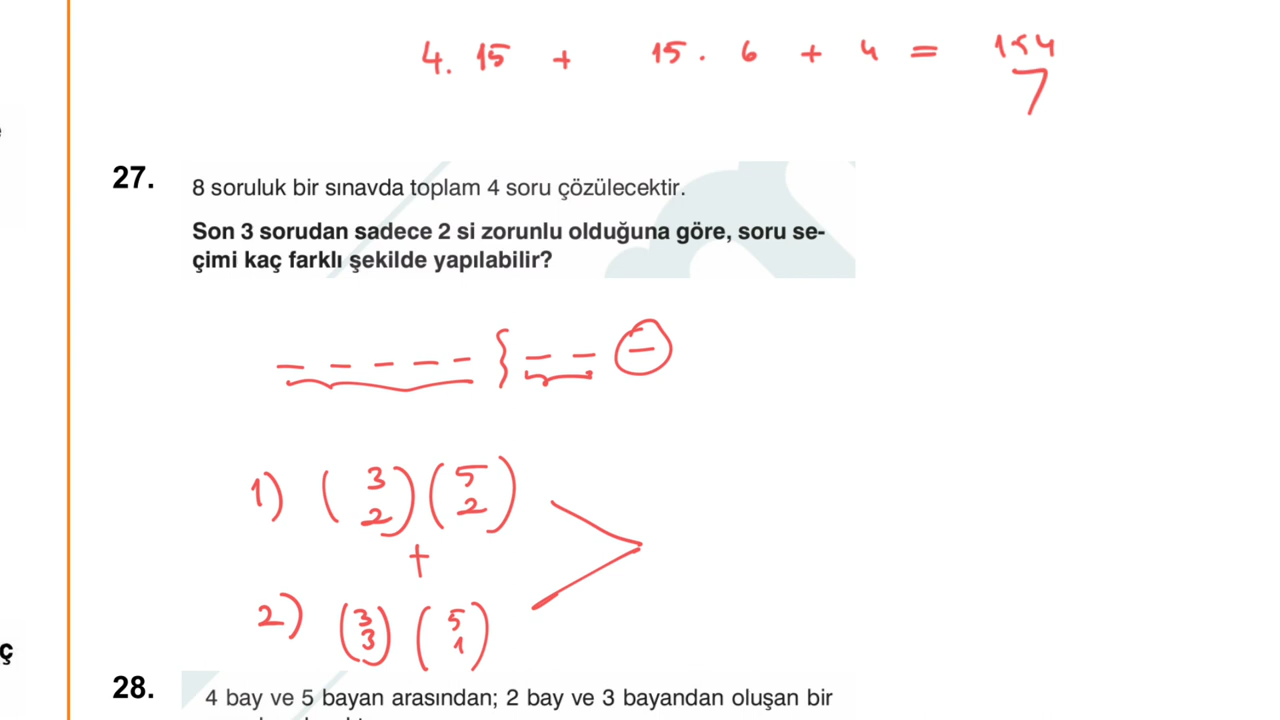 4. 15 + 15. 6 + 4 = 154
27.
8 soruluk bir sınavda toplam 4 soru çözülecektir.
Son 3 sorudan sadece 2 si zorunlu olduğuna göre, soru se-
çimi kaç farklı şekilde yapılabilir?
1) (3 2) (5 2)
+
2) (3 3) (5 1)
ç
28.
4 bay ve 5 bayan arasından; 2 bay ve 3 bayandan oluşan bir